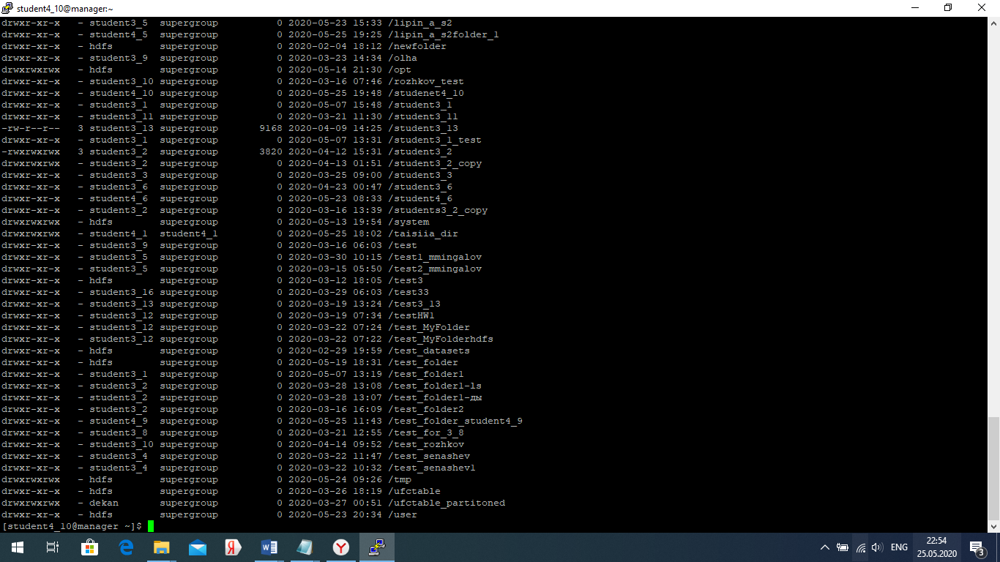 student4_10@manager:~
drwxr-xr-x - student3_5 supergroup 0 2020-05-23 15:33 /lipin_a_s2
drwxr-xr-x - student4_5 supergroup 0 2020-05-25 19:25 /lipin_a_s2folder_1
drwxr-xr-x - hdfs supergroup 0 2020-02-04 18:12 /newfolder
drwxr-xr-x - student3_9 supergroup 0 2020-03-23 14:34 /olha
drwxrwxrwx - hdfs supergroup 0 2020-05-14 21:30 /opt
drwxr-xr-x - student3_10 supergroup 0 2020-03-16 07:46 /rozhkov_test
drwxr-xr-x - student4_10 supergroup 0 2020-05-25 19:48 /studenet4_10
drwxr-xr-x - student3_1 supergroup 0 2020-05-07 15:48 /student3_1
drwxr-xr-x - student3_11 supergroup 0 2020-03-21 11:30 /student3_11
-rw-r--r-- 3 student3_13 supergroup 9168 2020-04-09 14:25 /student3_13
drwxr-xr-x - student3_1 supergroup 0 2020-05-07 13:31 /student3_1_test
-rwxrwxrwx 3 student3_2 supergroup 3820 2020-04-12 15:31 /student3_2
drwxrwxrwx - student3_2 supergroup 0 2020-04-13 01:51 /student3_2_copy
drwxr-xr-x - student3_3 supergroup 0 2020-03-25 09:00 /student3_3
drwxr-xr-x - student3_6 supergroup 0 2020-04-23 00:47 /student3_6
drwxr-xr-x - student4_6 supergroup 0 2020-05-23 08:33 /student4_6
drwxr-xr-x - student3_2 supergroup 0 2020-03-16 13:39 /students3_2_copy
drwxrwxrwx - hdfs supergroup 0 2020-05-13 19:54 /system
drwxrwxrwx - student4_1 student4_1 0 2020-05-25 18:02 /taisiia_dir
drwxr-xr-x - student3_9 supergroup 0 2020-03-16 06:03 /test
drwxr-xr-x - student3_5 supergroup 0 2020-03-30 10:15 /test1_mmingalov
drwxr-xr-x - student3_5 supergroup 0 2020-03-15 05:50 /test2_mmingalov
drwxr-xr-x - hdfs supergroup 0 2020-03-12 18:05 /test3
drwxr-xr-x - student3_16 supergroup 0 2020-03-29 06:03 /test33
drwxr-xr-x - student3_13 supergroup 0 2020-03-19 13:24 /test3_13
drwxr-xr-x - student3_12 supergroup 0 2020-03-19 07:34 /testHW1
drwxr-xr-x - student3_12 supergroup 0 2020-03-22 07:24 /test_MyFolder
drwxr-xr-x - student3_12 supergroup 0 2020-03-22 07:22 /test_MyFolderhdfs
drwxr-xr-x - hdfs supergroup 0 2020-02-29 19:59 /test_datasets
drwxr-xr-x - hdfs supergroup 0 2020-05-19 18:31 /test_folder
drwxr-xr-x - student3_1 supergroup 0 2020-05-07 13:19 /test_folder1
drwxr-xr-x - student3_2 supergroup 0 2020-03-28 13:08 /test_folder1-ls
drwxr-xr-x - student3_2 supergroup 0 2020-03-28 13:07 /test_folder1-ды
drwxr-xr-x - student3_2 supergroup 0 2020-03-16 16:09 /test_folder2
drwxr-xr-x - student4_9 supergroup 0 2020-05-25 11:43 /test_folder_student4_9
drwxr-xr-x - student3_8 supergroup 0 2020-03-21 12:55 /test_for_3_8
drwxr-xr-x - student3_10 supergroup 0 2020-04-14 09:52 /test_rozhkov
drwxr-xr-x - student3_4 supergroup 0 2020-03-22 11:47 /test_senashev
drwxr-xr-x - student3_4 supergroup 0 2020-03-22 10:32 /test_senashev1
drwxrwxrwx - hdfs supergroup 0 2020-05-24 09:26 /tmp
drwxr-xr-x - hdfs supergroup 0 2020-03-26 18:19 /ufctable
drwxrwxrwx - dekan supergroup 0 2020-03-27 00:51 /ufctable_partitoned
drwxr-xr-x - hdfs supergroup 0 2020-05-23 20:34 /user
[student4_10@manager ~]$
ENG
22:54
25.05.2020
3